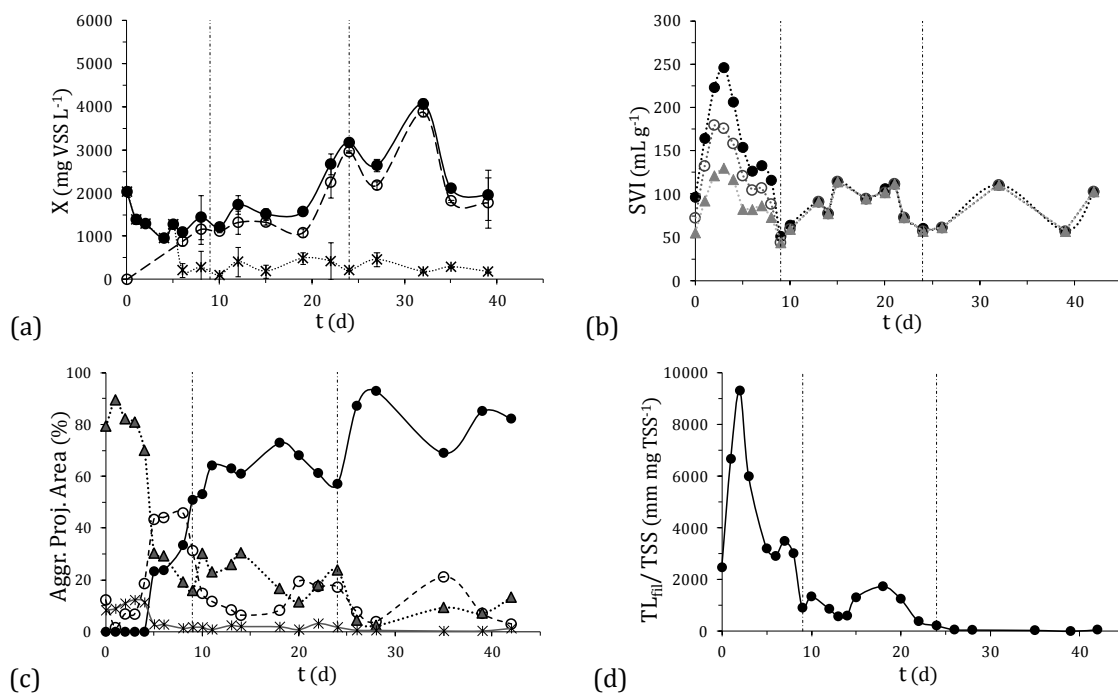 6000
5000
4000
3000
2000
1000
0
X (mg VSS L-1)
0 10 20 30 40
t (d)
(a)
300
250
200
150
100
50
0
SVI (mL g-1)
0 10 20 30 40
t (d)
(b)
100
80
60
40
20
0
Aggr. Proj. Area (%)
0 10 20 30 40
t (d)
(c)
10000
8000
6000
4000
2000
0
TLfil/ TSS (mm mg TSS-1)
0 10 20 30 40
t (d)
(d)